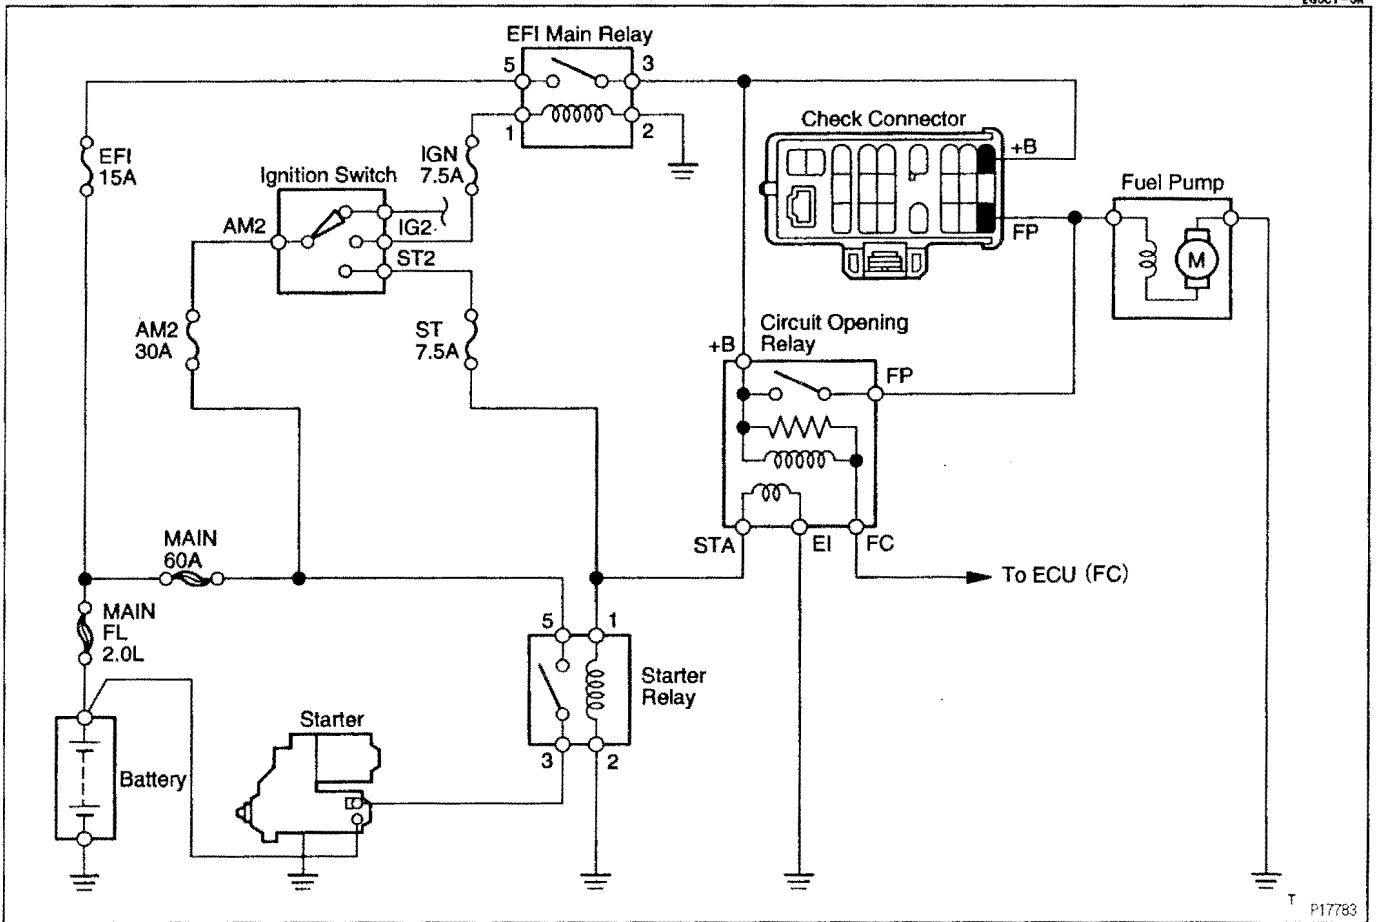 EFI Main Relay
5
3
1
2
EFI
15A
IGN
7.5A
Ignition Switch
AM2
IG2
ST2
Check Connector
+B
FP
Fuel Pump
M
AM2
30A
ST
7.5A
Circuit Opening
Relay
+B
FP
STA
EI
FC
To ECU (FC)
MAIN
60A
MAIN
FL
2.0L
5
1
Starter
Relay
3
2
Starter
Battery
T
P17783